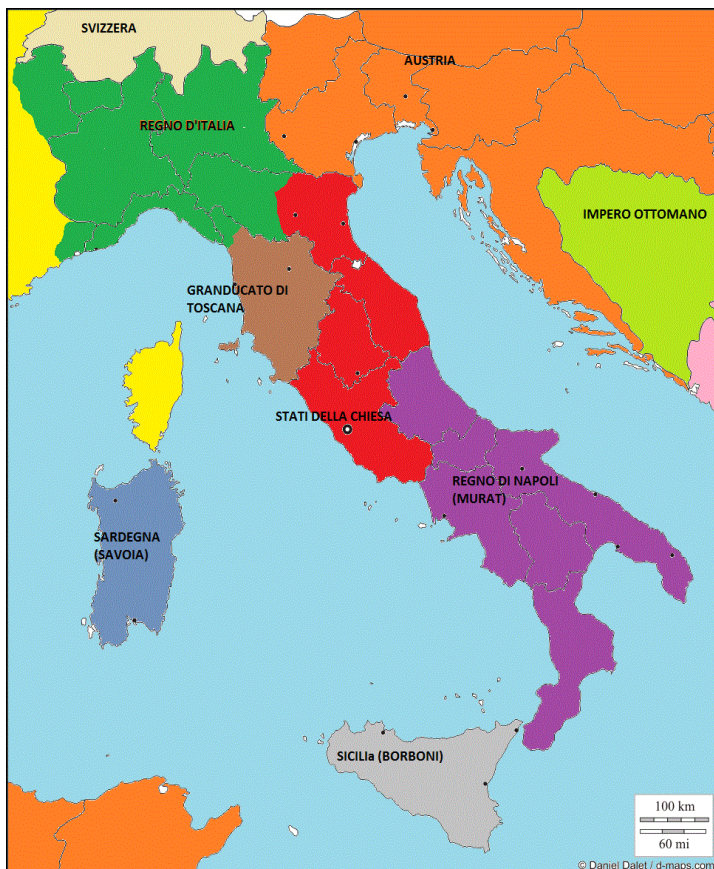 SVIZZERA
AUSTRIA
REGNO D'ITALIA
IMPERO OTTOMANO
GRANDUCATO DI
TOSCANA
STATI DELLA CHIESA
REGNO DI NAPOLI
(MURAT)
SARDEGNA
(SAVOIA)
SICILIa (BORBONI)
100 km
60 mi
© Daniel Dalet / d-maps.com